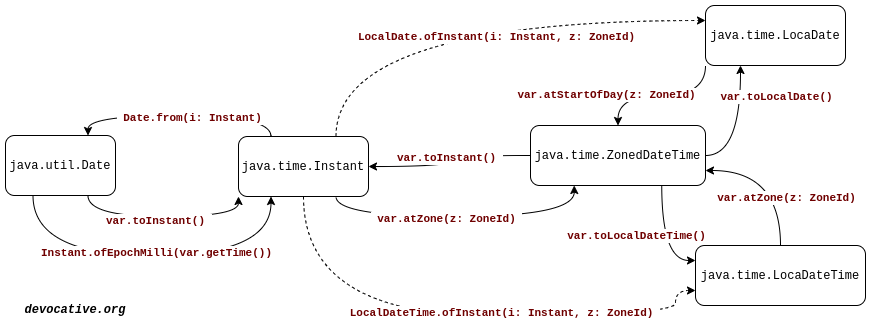 LocalDate.ofInstant(i: Instant, z: ZoneId)
java.time.LocaDate
var.atStartOfDay(z: ZoneId)
var.toLocalDate()
Date.from(i: Instant)
java.util.Date
java.time.Instant
var.toInstant()
java.time.ZonedDateTime
var.toInstant()
var.atZone(z: ZoneId)
var.atZone(z: ZoneId)
var.toLocalDateTime()
Instant.ofEpochMilli(var.getTime())
java.time.LocaDateTime
devocative.org
LocalDateTime.ofInstant(i: Instant, z: ZoneId)